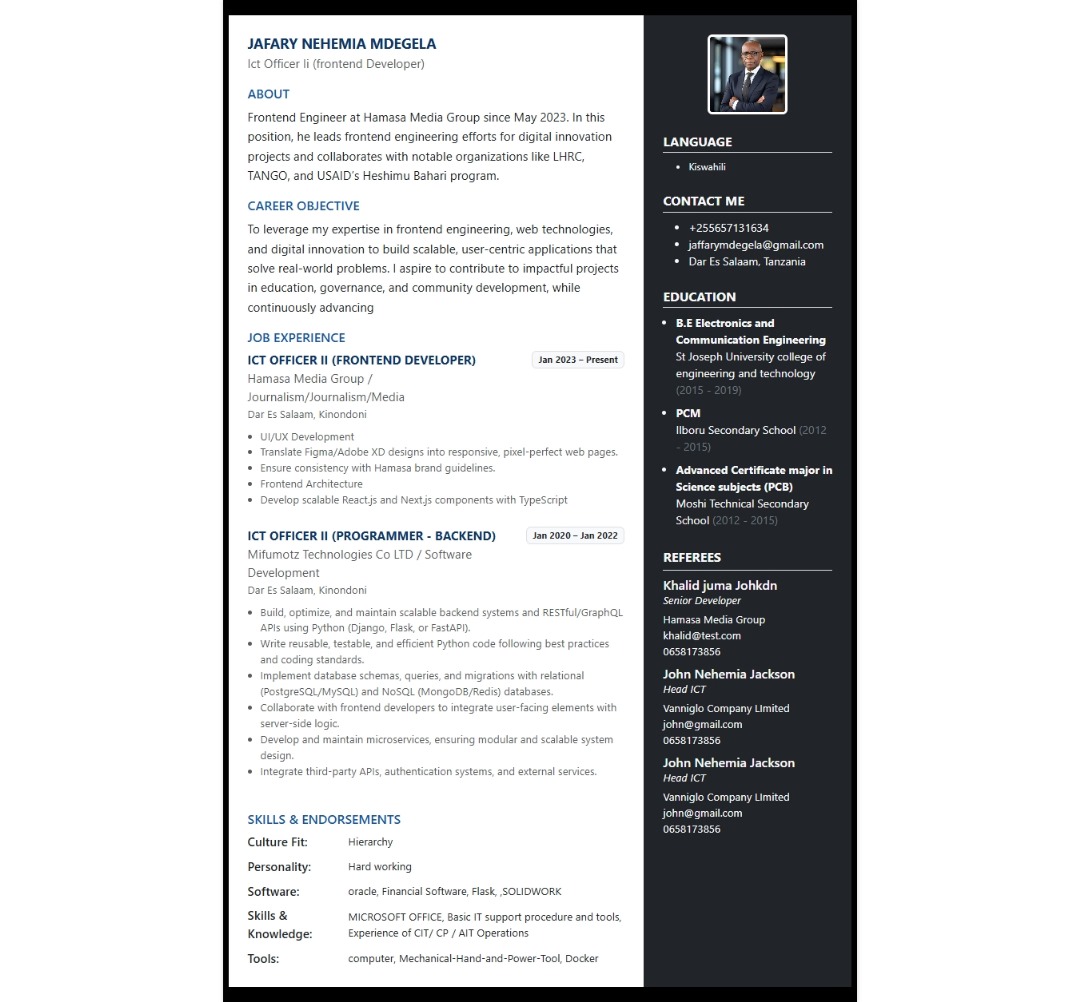 JAFARY NEHEMIA MDEGELA
Ict Officer Ii (frontend Developer)
ABOUT
Frontend Engineer at Hamasa Media Group since May 2023. In this
position, he leads frontend engineering efforts for digital innovation
projects and collaborates with notable organizations like LHRC,
TANGO, and USAID's Heshimu Bahari program.
CAREER OBJECTIVE
To leverage my expertise in frontend engineering, web technologies,
and digital innovation to build scalable, user-centric applications that
solve real-world problems. I aspire to contribute to impactful projects
in education, governance, and community development, while
continuously advancing
JOB EXPERIENCE
ICT OFFICER II (FRONTEND DEVELOPER) Jan 2023 – Present
Hamasa Media Group /
Journalism/Journalism/Media
Dar Es Salaam, Kinondoni
• UI/UX Development
• Translate Figma/Adobe XD designs into responsive, pixel-perfect web pages.
• Ensure consistency with Hamasa brand guidelines.
• Frontend Architecture
• Develop scalable React.js and Next.js components with TypeScript
ICT OFFICER II (PROGRAMMER - BACKEND) Jan 2020 – Jan 2022
Mifumotz Technologies Co LTD / Software
Development
Dar Es Salaam, Kinondoni
• Build, optimize, and maintain scalable backend systems and RESTful/GraphQL
APIs using Python (Django, Flask, or FastAPI).
• Write reusable, testable, and efficient Python code following best practices
and coding standards.
• Implement database schemas, queries, and migrations with relational
(PostgreSQL/MySQL) and NoSQL (MongoDB/Redis) databases.
• Collaborate with frontend developers to integrate user-facing elements with
server-side logic.
• Develop and maintain microservices, ensuring modular and scalable system
design.
• Integrate third-party APIs, authentication systems, and external services.
SKILLS & ENDORSEMENTS
Culture Fit: Hierarchy
Personality: Hard working
Software: oracle, Financial Software, Flask, ,SOLIDWORK
Skills &
Knowledge:
MICROSOFT OFFICE, Basic IT support procedure and tools,
Experience of CIT/ CP / AIT Operations
Tools: computer, Mechanical-Hand-and-Power-Tool, Docker
LANGUAGE
• Kiswahili
CONTACT ME
• +255657131634
• jaffarymdegela@gmail.com
• Dar Es Salaam, Tanzania
EDUCATION
• B.E Electronics and
Communication Engineering
St Joseph University college of
engineering and technology
(2015 - 2019)
• PCM
Ilboru Secondary School (2012
- 2015)
• Advanced Certificate major in
Science subjects (PCB)
Moshi Technical Secondary
School (2012 - 2015)
REFEREES
Khalid juma Johkdn
Senior Developer
Hamasa Media Group
khalid@test.com
0658173856
John Nehemia Jackson
Head ICT
Vanniglo Company LImited
john@gmail.com
0658173856
John Nehemia Jackson
Head ICT
Vanniglo Company LImited
john@gmail.com
0658173856